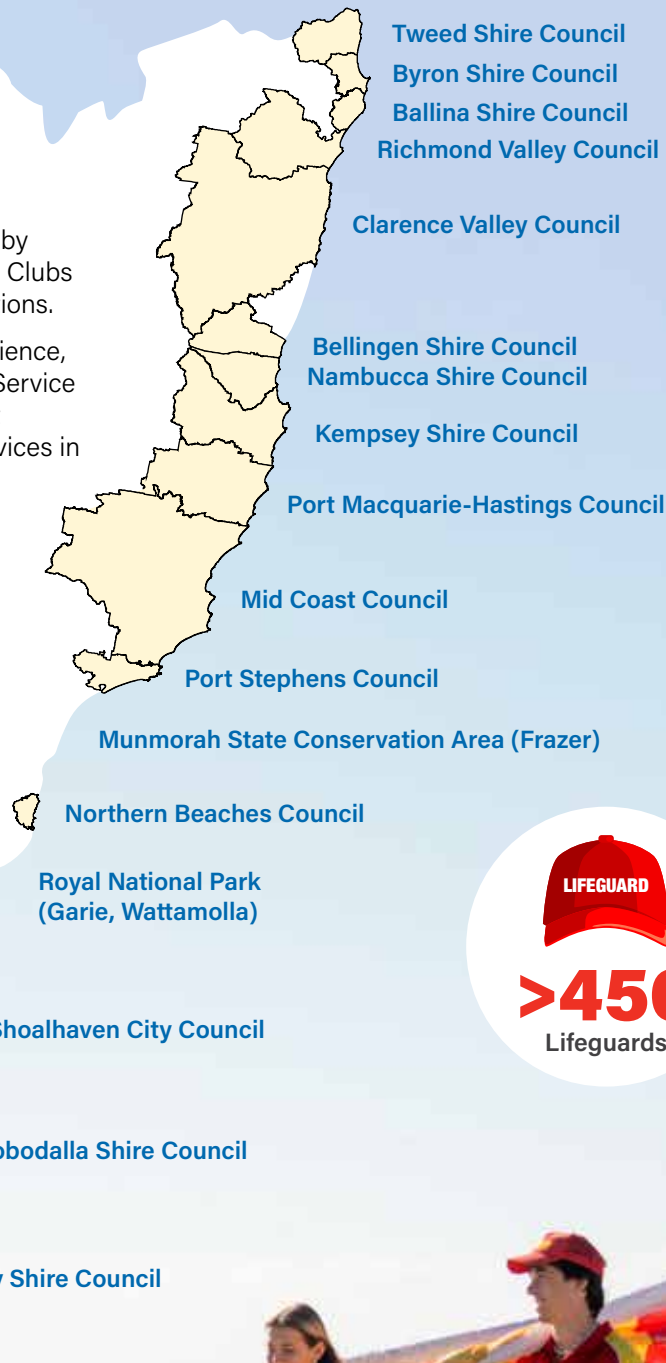 Tweed Shire Council
Byron Shire Council
Ballina Shire Council
Richmond Valley Council
Clarence Valley Council
by
Clubs
ions.
ience,
Service
vices in
Bellingen Shire Council
Nambucca Shire Council
Kempsey Shire Council
Port Macquarie-Hastings Council
Mid Coast Council
Port Stephens Council
Munmorah State Conservation Area (Frazer)
Northern Beaches Council
Royal National Park
(Garie, Wattamolla)
LIFEGUARD
>450
Lifeguards
Shoalhaven City Council
obodalla Shire Council
Shire Council